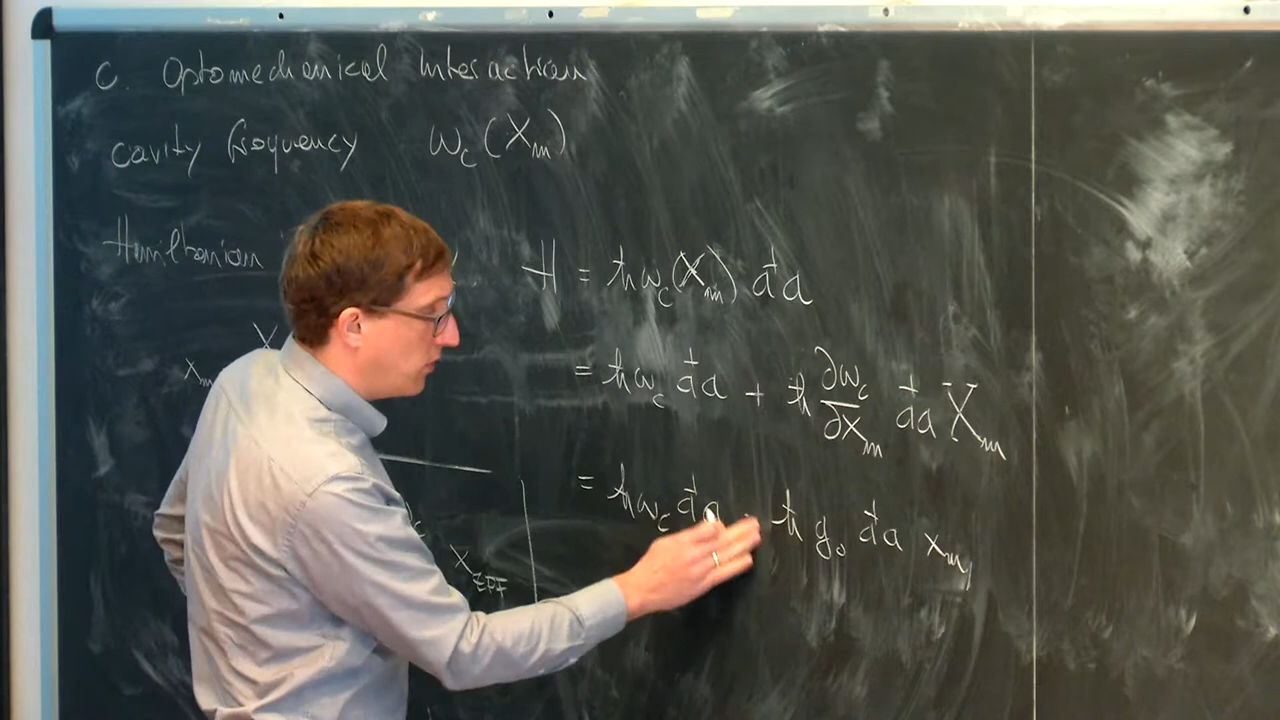 c. Optomechanical Interaction
cavity frequency ω_c(X_m)
Hamiltonian H = ħω_c(X_m) a†a
= ħω_c a†a + ħ ∂ω_c/∂X_m a†a X_m
= ħω_c a†a - ħ g_0 a†a x_m
X
x_m
c
X_ZPF